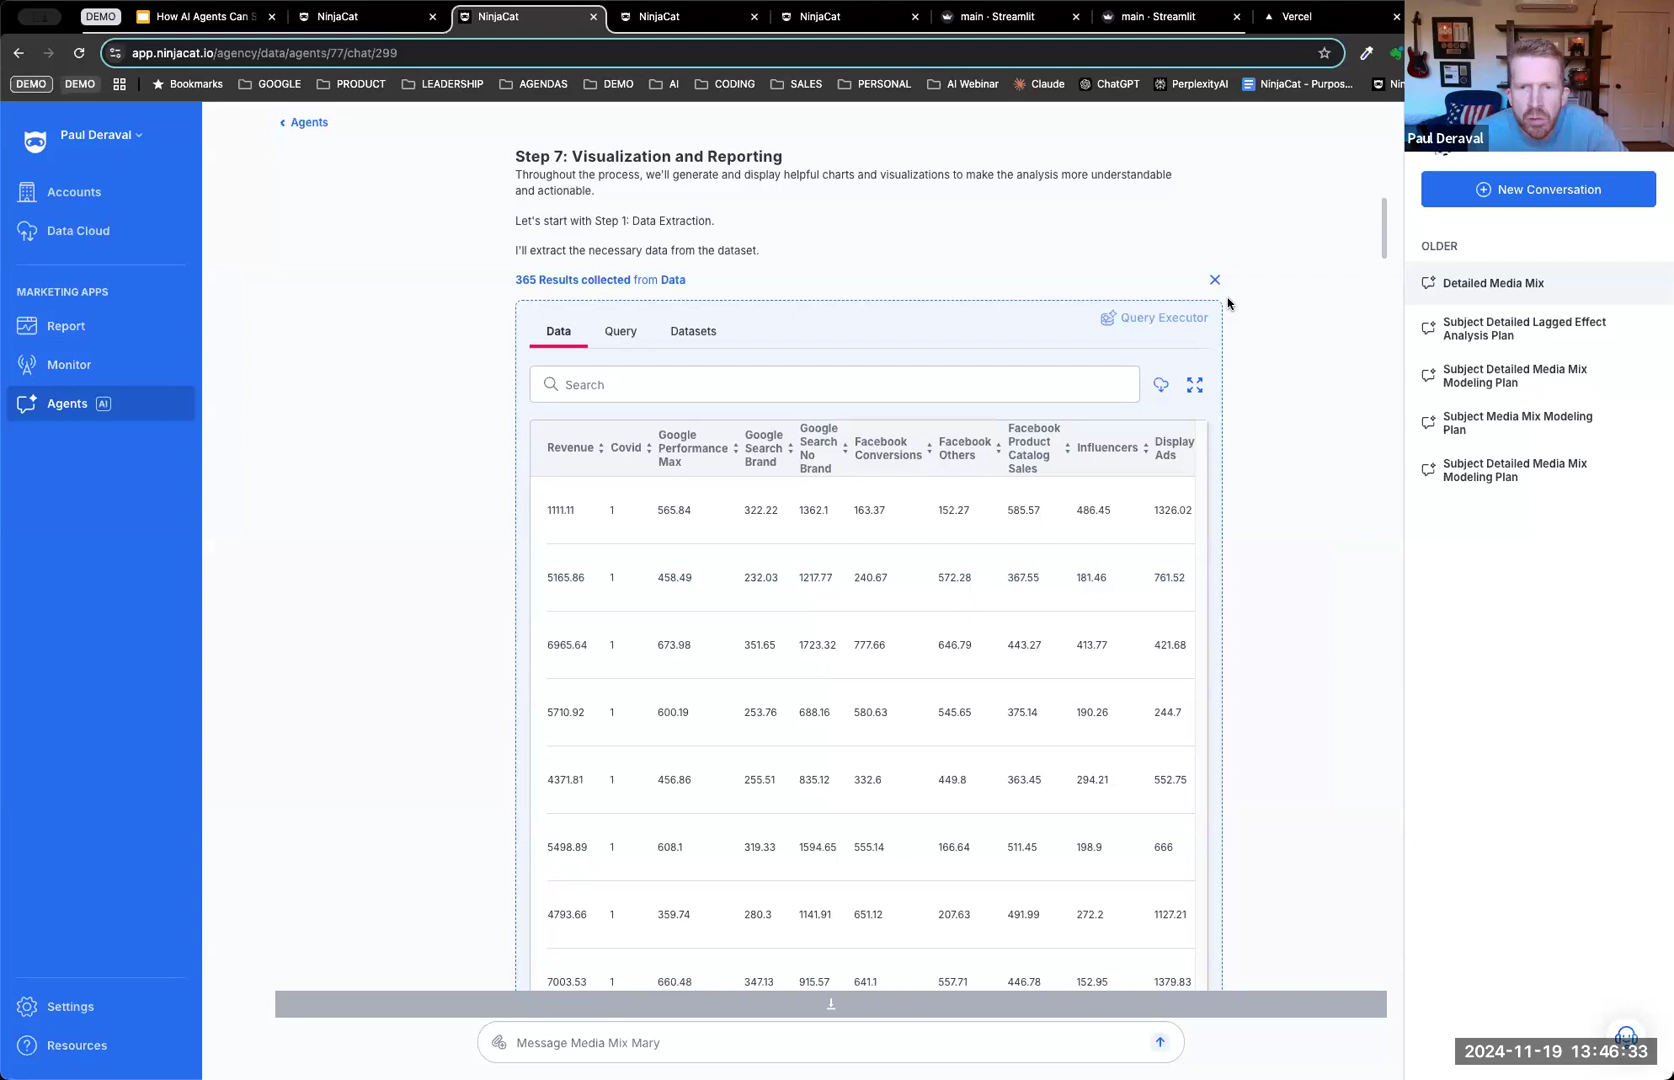 DEMO
How AI Agents Can S
NinjaCat
NinjaCat
NinjaCat
NinjaCat
main · Streamlit
main · Streamlit
Vercel
app.ninjacat.io/agency/data/agents/77/chat/299
DEMO
DEMO
Bookmarks
GOOGLE
PRODUCT
LEADERSHIP
AGENDAS
DEMO
AI
CODING
SALES
PERSONAL
AI Webinar
Claude
ChatGPT
PerplexityAI
NinjaCat - Purpos...
Nin
Paul Deraval
Paul Deraval
Accounts
Data Cloud
MARKETING APPS
Report
Monitor
Agents AI
Settings
Resources
Agents
Step 7: Visualization and Reporting
Throughout the process, we'll generate and display helpful charts and visualizations to make the analysis more understandable
and actionable.
Let's start with Step 1: Data Extraction.
I'll extract the necessary data from the dataset.
365 Results collected from Data
Query Executor
Data Query Datasets
Search
Revenue Covid Google Performance Max Google Search Brand Google Search No Brand Facebook Conversions Facebook Others Facebook Product Catalog Sales Influencers Display Ads
1111.11 1 565.84 322.22 1362.1 163.37 152.27 585.57 486.45 1326.02
5165.86 1 458.49 232.03 1217.77 240.67 572.28 367.55 181.46 761.52
6965.64 1 673.98 351.65 1723.32 777.66 646.79 443.27 413.77 421.68
5710.92 1 600.19 253.76 688.16 580.63 545.65 375.14 190.26 244.7
4371.81 1 456.86 255.51 835.12 332.6 449.8 363.45 294.21 552.75
5498.89 1 608.1 319.33 1594.65 555.14 166.64 511.45 198.9 666
4793.66 1 359.74 280.3 1141.91 651.12 207.63 491.99 272.2 1127.21
7003.53 1 660.48 347.13 915.57 641.1 557.71 446.78 152.95 1379.83
Message Media Mix Mary
New Conversation
OLDER
Detailed Media Mix
Subject Detailed Lagged Effect
Analysis Plan
Subject Detailed Media Mix
Modeling Plan
Subject Media Mix Modeling
Plan
Subject Detailed Media Mix
Modeling Plan
2024-11-19 13:46:33